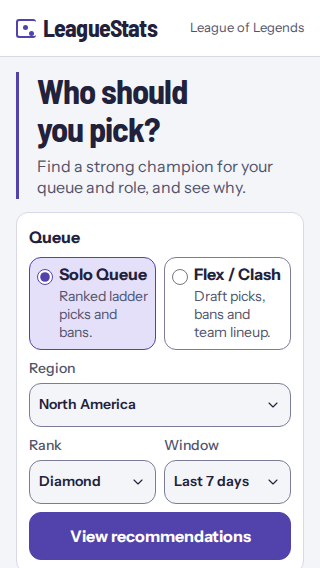 LeagueStats
League of Legends
Who should
you pick?
Find a strong champion for your
queue and role, and see why.
Queue
Solo Queue
Ranked ladder
picks and
bans.
Flex / Clash
Draft picks,
bans and
team lineup.
Region
North America
Rank
Window
Diamond
Last 7 days
View recommendations